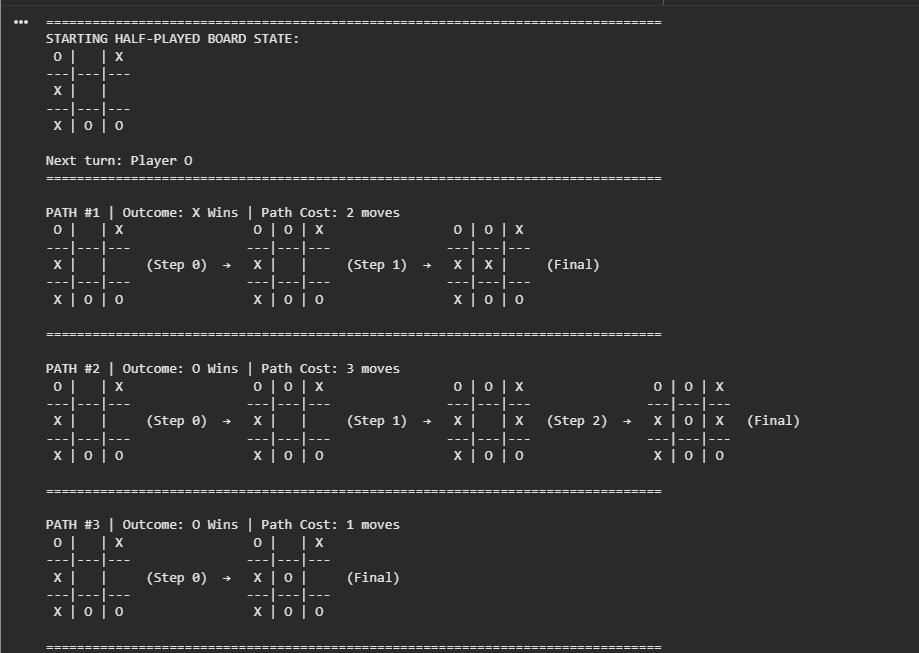 ================================================================================
STARTING HALF-PLAYED BOARD STATE:
 O |   | X
---|---|---
 X |   |
---|---|---
 X | O | O
Next turn: Player O
================================================================================
PATH #1 | Outcome: X Wins | Path Cost: 2 moves
 O |   | X                 O | O | X                 O | O | X
---|---|---               ---|---|---               ---|---|---
 X |   |     (Step 0)  →   X |   |     (Step 1)  →   X | X |     (Final)
---|---|---               ---|---|---               ---|---|---
 X | O | O                 X | O | O                 X | O | O
================================================================================
PATH #2 | Outcome: O Wins | Path Cost: 3 moves
 O |   | X                 O | O | X                 O | O | X                 O | O | X
---|---|---               ---|---|---               ---|---|---               ---|---|---
 X |   |     (Step 0)  →   X |   |     (Step 1)  →   X |   | X   (Step 2)  →   X | O | X   (Final)
---|---|---               ---|---|---               ---|---|---               ---|---|---
 X | O | O                 X | O | O                 X | O | O                 X | O | O
================================================================================
PATH #3 | Outcome: O Wins | Path Cost: 1 moves
 O |   | X                 O |   | X
---|---|---               ---|---|---
 X |   |     (Step 0)  →   X | O |     (Final)
---|---|---               ---|---|---
 X | O | O                 X | O | O
================================================================================